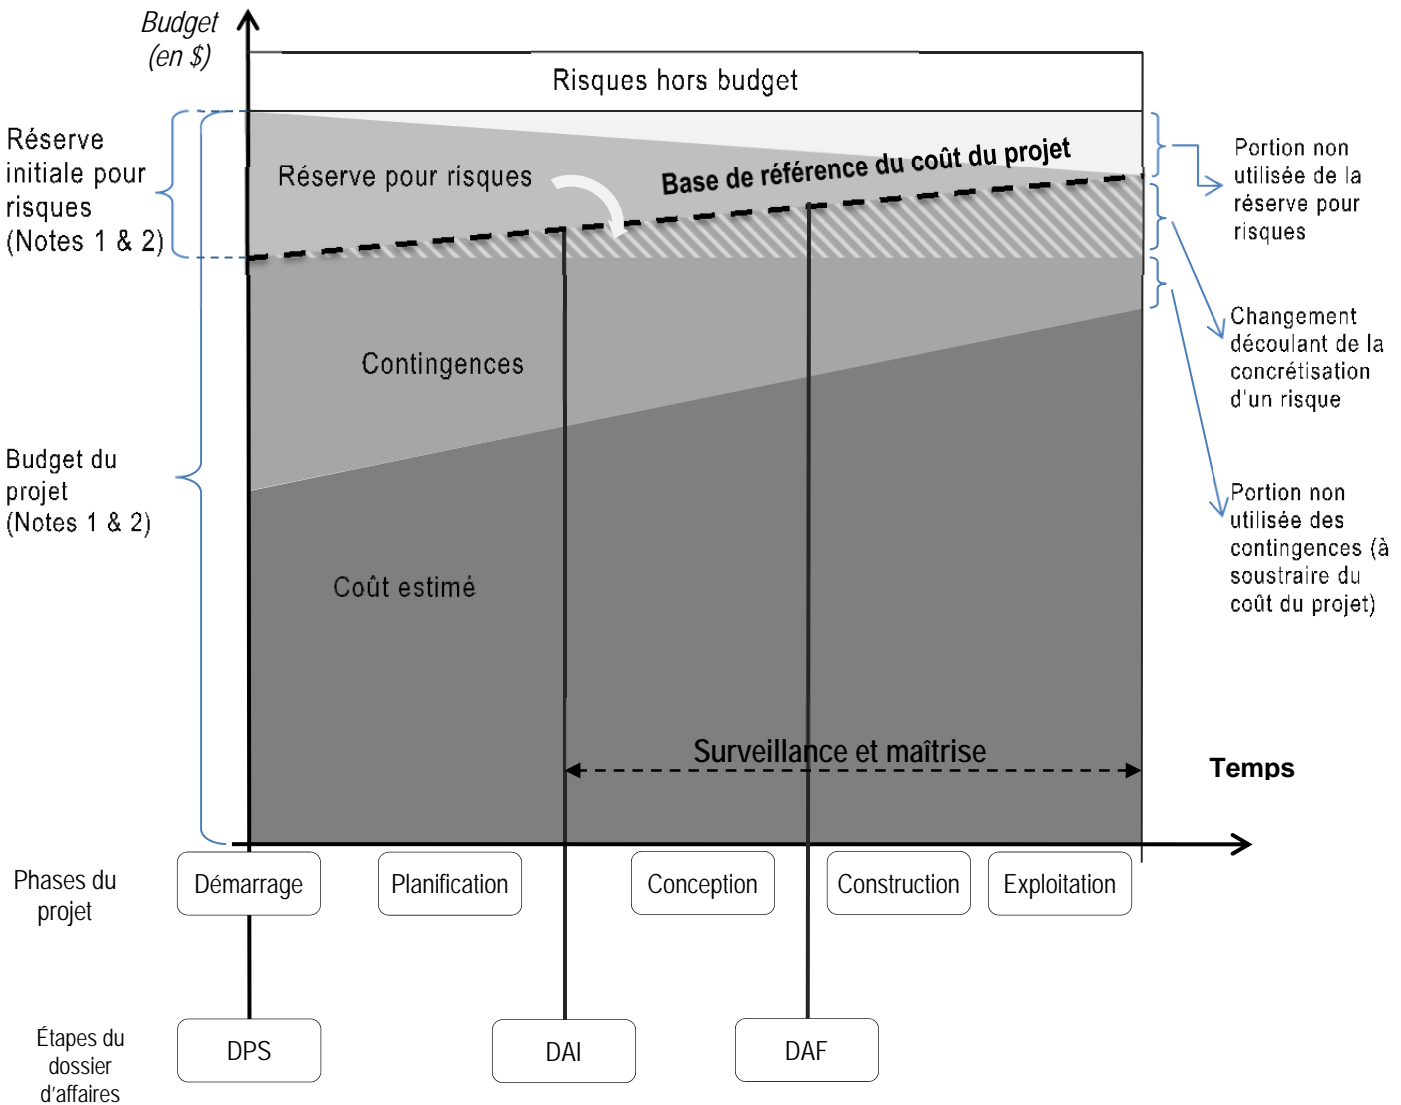 Budget
(en $)
Risques hors budget
Réserve
initiale pour
risques
(Notes 1 & 2)
Réserve pour risques
Base de référence du coût du projet
Portion non
utilisée de la
réserve pour
risques
Changement
découlant de la
concrétisation
d'un risque
Contingences
Budget du
projet
(Notes 1 & 2)
Portion non
utilisée des
contingences (à
soustraire du
coût du projet)
Coût estimé
Surveillance et maîtrise
Temps
Phases du
projet
Démarrage
Planification
Conception
Construction
Exploitation
Étapes du
dossier
d'affaires
DPS
DAI
DAF